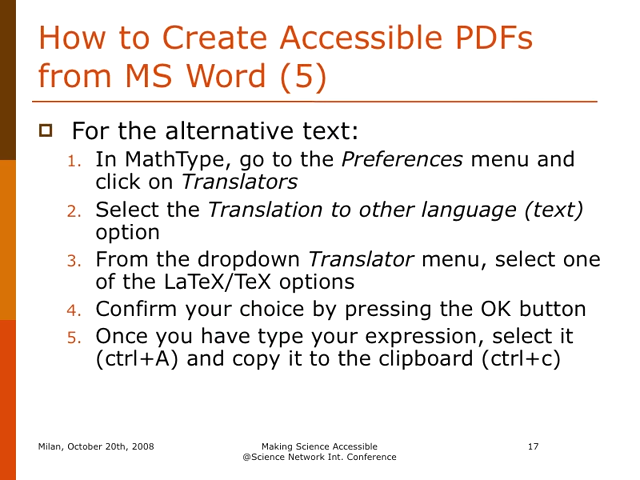 How to Create Accessible PDFs
from MS Word (5)
For the alternative text:
1. In MathType, go to the Preferences menu and
click on Translators
2. Select the Translation to other language (text)
option
3. From the dropdown Translator menu, select one
of the LaTeX/TeX options
4. Confirm your choice by pressing the OK button
5. Once you have type your expression, select it
(ctrl+A) and copy it to the clipboard (ctrl+c)
Milan, October 20th, 2008
Making Science Accessible
@Science Network Int. Conference
17